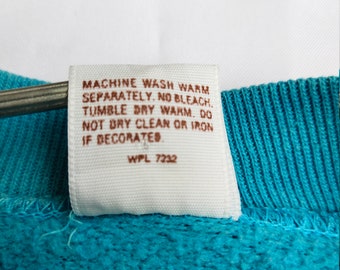 MACHINE WASH WARM
SEPARATELY. NO BLEACH.
TUMBLE DRY WARM. DO
NOT DRY CLEAN OR IRON
IF DECORATED.
WPL 7232